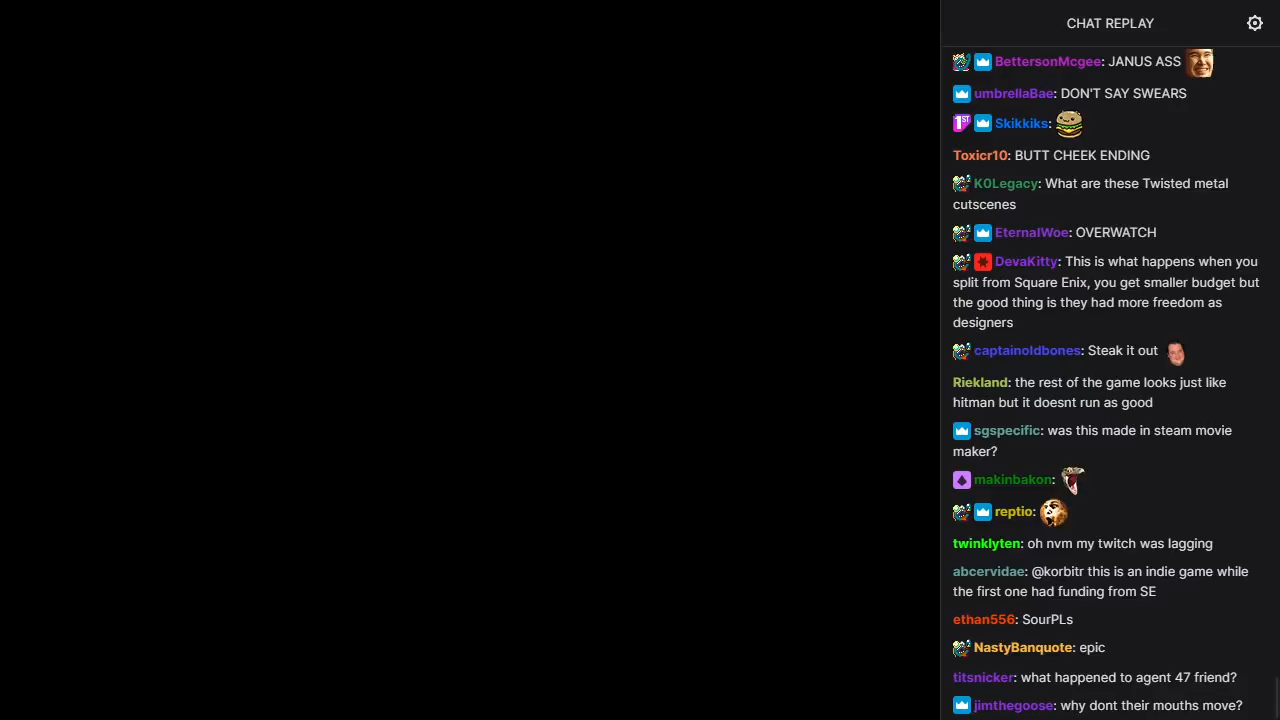 CHAT REPLAY
BettersonMcgee: JANUS ASS
umbrellaBae: DON'T SAY SWEARS
1ST Skikkiks:
Toxicr10: BUTT CHEEK ENDING
K0Legacy: What are these Twisted metal
cutscenes
EternalWoe: OVERWATCH
DevaKitty: This is what happens when you
split from Square Enix, you get smaller budget but
the good thing is they had more freedom as
designers
captainoldbones: Steak it out
Riekland: the rest of the game looks just like
hitman but it doesnt run as good
sgspecific: was this made in steam movie
maker?
makinbakon:
reptio:
twinklyten: oh nvm my twitch was lagging
abcervidae: @korbitr this is an indie game while
the first one had funding from SE
ethan556: SourPLs
NastyBanquote: epic
titsnicker: what happened to agent 47 friend?
jimthegoose: why dont their mouths move?